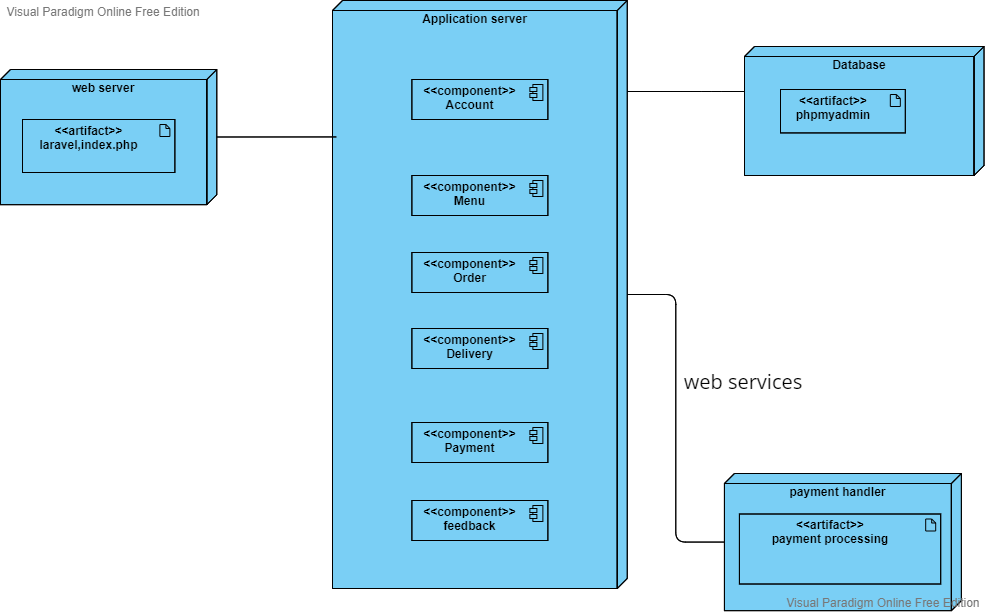 Visual Paradigm Online Free Edition
web server
<<artifact>>
laravel,index.php
Application server
<<component>>
Account
<<component>>
Menu
<<component>>
Order
<<component>>
Delivery
<<component>>
Payment
<<component>>
feedback
Database
<<artifact>>
phpmyadmin
web services
payment handler
<<artifact>>
payment processing
Visual Paradigm Online Free Edition